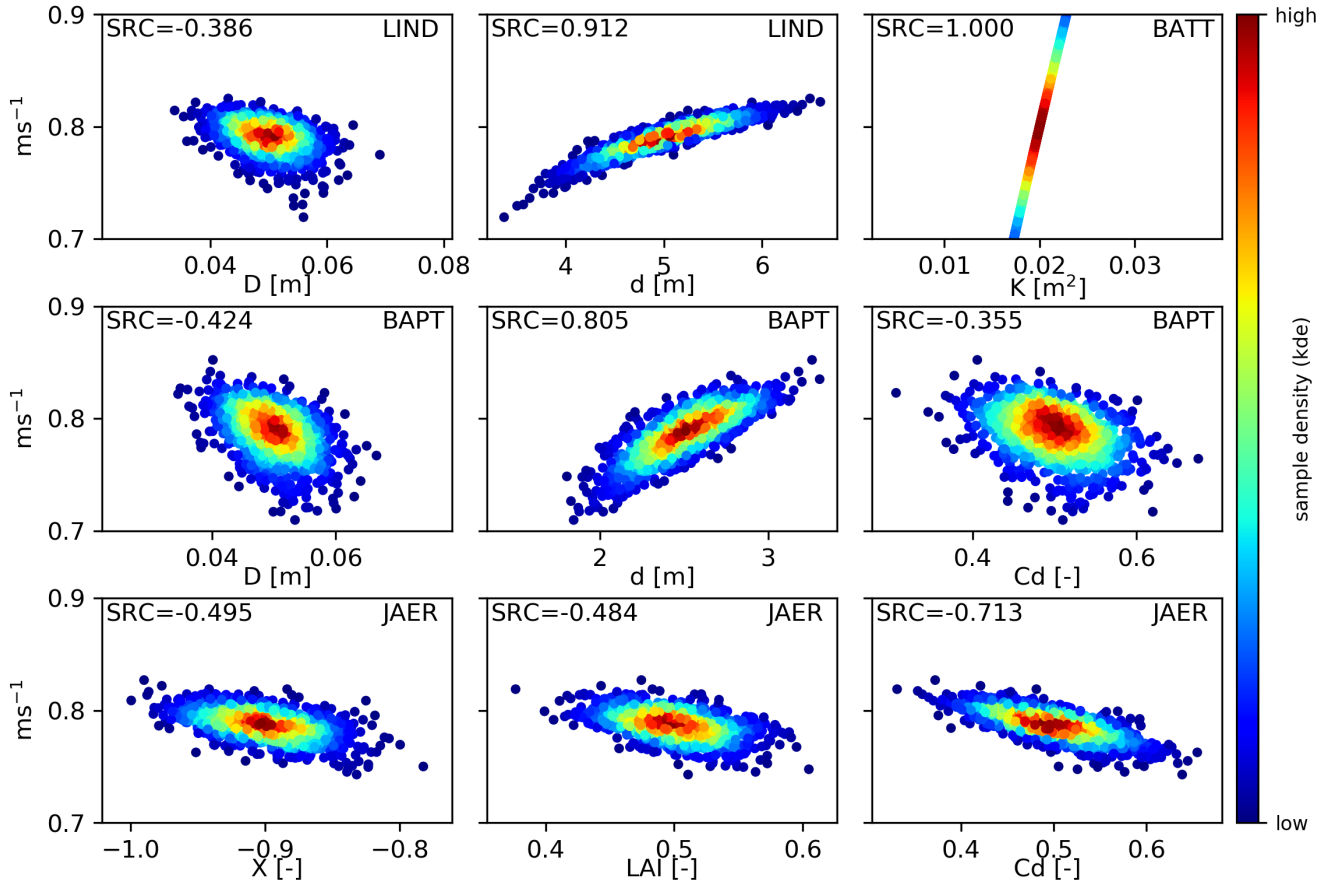 SRC=-0.386 LIND
SRC=0.912 LIND
SRC=1.000 BATT
0.9
0.8
0.7
ms⁻¹
0.04 0.06 0.08
D [m]
4 5 6
d [m]
0.01 0.02 0.03
K [m²]
SRC=-0.424 BAPT
SRC=0.805 BAPT
SRC=-0.355 BAPT
0.9
0.8
0.7
ms⁻¹
0.04 0.06
D [m]
2 3
d [m]
0.4 0.6
Cd [-]
SRC=-0.495 JAER
SRC=-0.484 JAER
SRC=-0.713 JAER
0.9
0.8
0.7
ms⁻¹
−1.0 −0.9 −0.8
X [-]
0.4 0.5 0.6
LAI [-]
0.4 0.5 0.6
Cd [-]
high
sample density (kde)
low